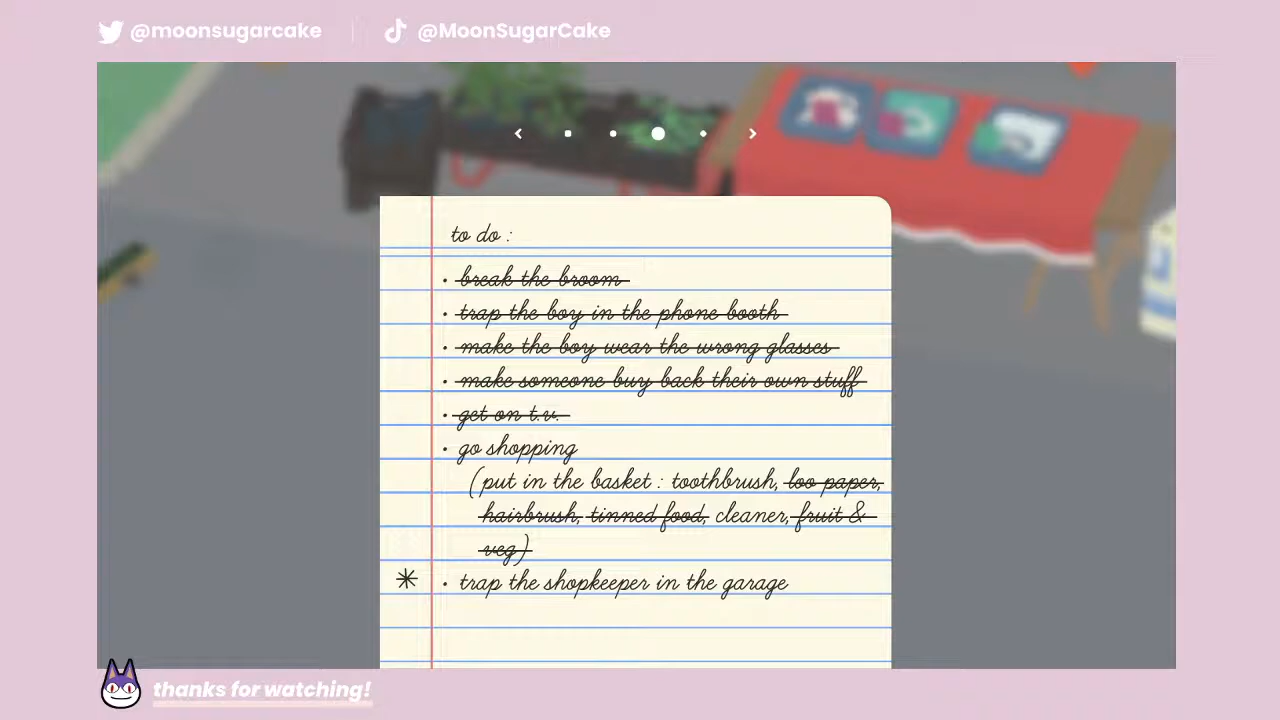 @moonsugarcake @MoonSugarCake
to do :
• break the broom
• trap the boy in the phone booth
• make the boy wear the wrong glasses
• make someone buy back their own stuff
• get on t.v.
• go shopping
(put in the basket : toothbrush, loo paper,
hairbrush, tinned food, cleaner, fruit &
veg)
• trap the shopkeeper in the garage
thanks for watching!